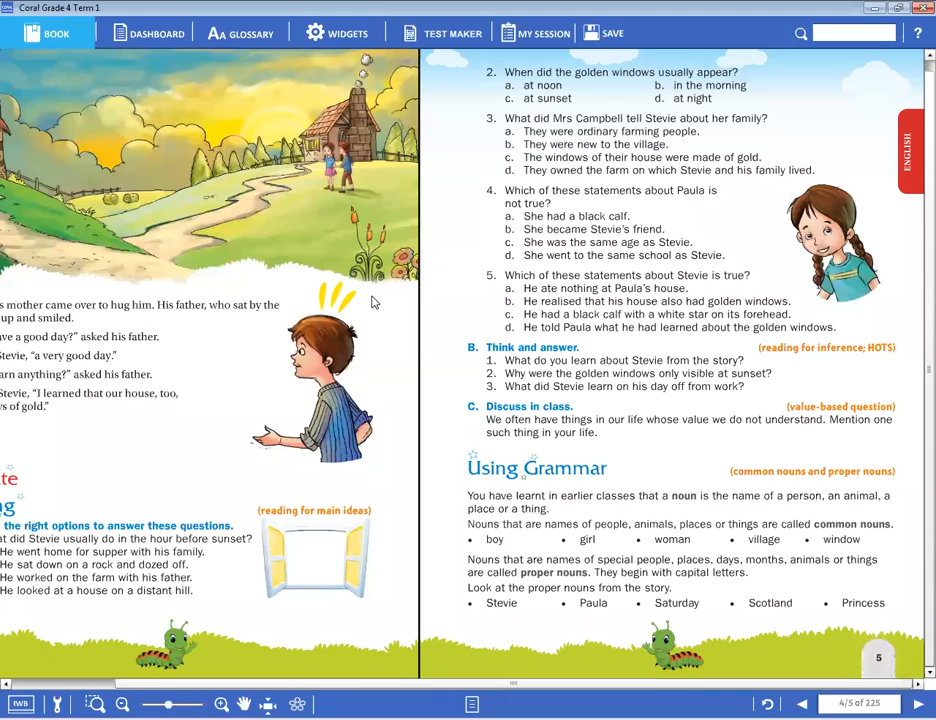 Coral Grade 4 Term 1
BOOK
DASHBOARD
AA GLOSSARY
WIDGETS
TEST MAKER
MY SESSION
SAVE
?
s mother came over to hug him. His father, who sat by the
up and smiled.
ave a good day?" asked his father.
Stevie, "a very good day."
arn anything?" asked his father.
Stevie, "I learned that our house, too,
ws of gold."
te
g
(reading for main ideas)
the right options to answer these questions.
at did Stevie usually do in the hour before sunset?
He went home for supper with his family.
He sat down on a rock and dozed off.
He worked on the farm with his father.
He looked at a house on a distant hill.
2. When did the golden windows usually appear?
a. at noon b. in the morning
c. at sunset d. at night
3. What did Mrs Campbell tell Stevie about her family?
a. They were ordinary farming people.
b. They were new to the village.
c. The windows of their house were made of gold.
d. They owned the farm on which Stevie and his family lived.
4. Which of these statements about Paula is
not true?
a. She had a black calf.
b. She became Stevie's friend.
c. She was the same age as Stevie.
d. She went to the same school as Stevie.
5. Which of these statements about Stevie is true?
a. He ate nothing at Paula's house.
b. He realised that his house also had golden windows.
c. He had a black calf with a white star on its forehead.
d. He told Paula what he had learned about the golden windows.
B. Think and answer. (reading for inference; HOTS)
1. What do you learn about Stevie from the story?
2. Why were the golden windows only visible at sunset?
3. What did Stevie learn on his day off from work?
C. Discuss in class. (value-based question)
We often have things in our life whose value we do not understand. Mention one
such thing in your life.
Using Grammar (common nouns and proper nouns)
You have learnt in earlier classes that a noun is the name of a person, an animal, a
place or a thing.
Nouns that are names of people, animals, places or things are called common nouns.
• boy • girl • woman • village • window
Nouns that are names of special people, places, days, months, animals or things
are called proper nouns. They begin with capital letters.
Look at the proper nouns from the story.
• Stevie • Paula • Saturday • Scotland • Princess
5
ENGLISH
IWB
4/5 of 225